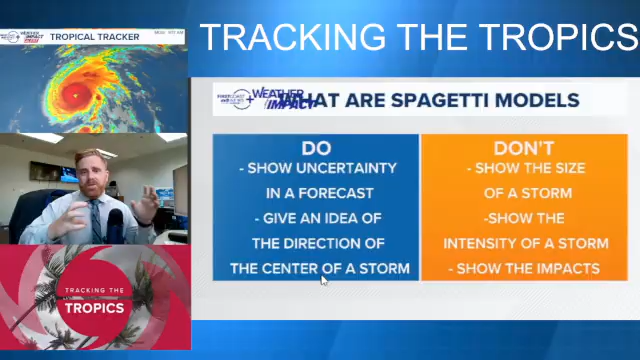 TROPICAL TRACKER
TRACKING THE TROPICS
FIRST COAST
WEATHER
IMPACT
WHAT ARE SPAGETTI MODELS
DO
- SHOW UNCERTAINTY
IN A FORECAST
- GIVE AN IDEA OF
THE DIRECTION OF
THE CENTER OF A STORM
DON'T
- SHOW THE SIZE
OF A STORM
-SHOW THE
INTENSITY OF A STORM
- SHOW THE IMPACTS
TRACKING THE
TROPICS